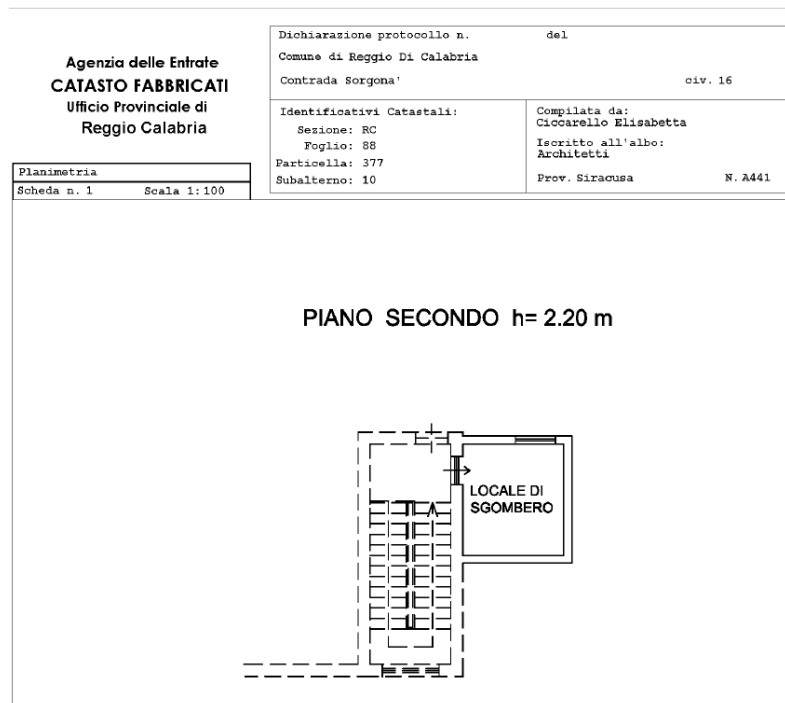 Agenzia delle Entrate
CATASTO FABBRICATI
Ufficio Provinciale di
Reggio Calabria
Planimetria
Scheda n. 1 Scala 1:100
Dichiarazione protocollo n. del
Comune di Reggio Di Calabria
Contrada Sorgona' civ. 16
Identificativi Catastali:
Sezione: RC
Foglio: 88
Particella: 377
Subalterno: 10
Compilata da:
Ciccarello Elisabetta
Iscritto all'albo:
Architetti
Prov. Siracusa N. A441
PIANO SECONDO h= 2.20 m
LOCALE DI
SGOMBERO